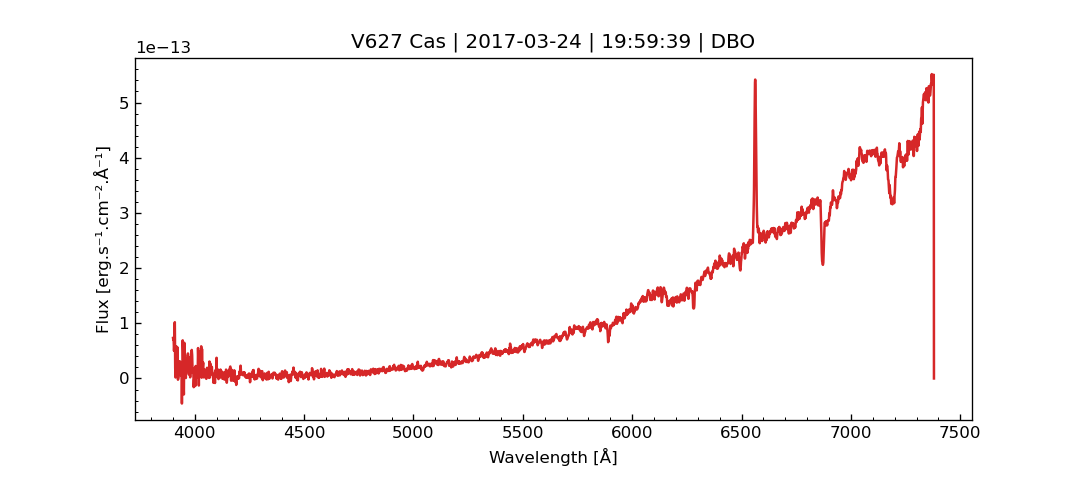 V627 Cas | 2017-03-24 | 19:59:39 | DBO
1e−13
5
4
3
2
1
0
Flux [erg.s⁻¹.cm⁻².Å⁻¹]
4000 4500 5000 5500 6000 6500 7000 7500
Wavelength [Å]